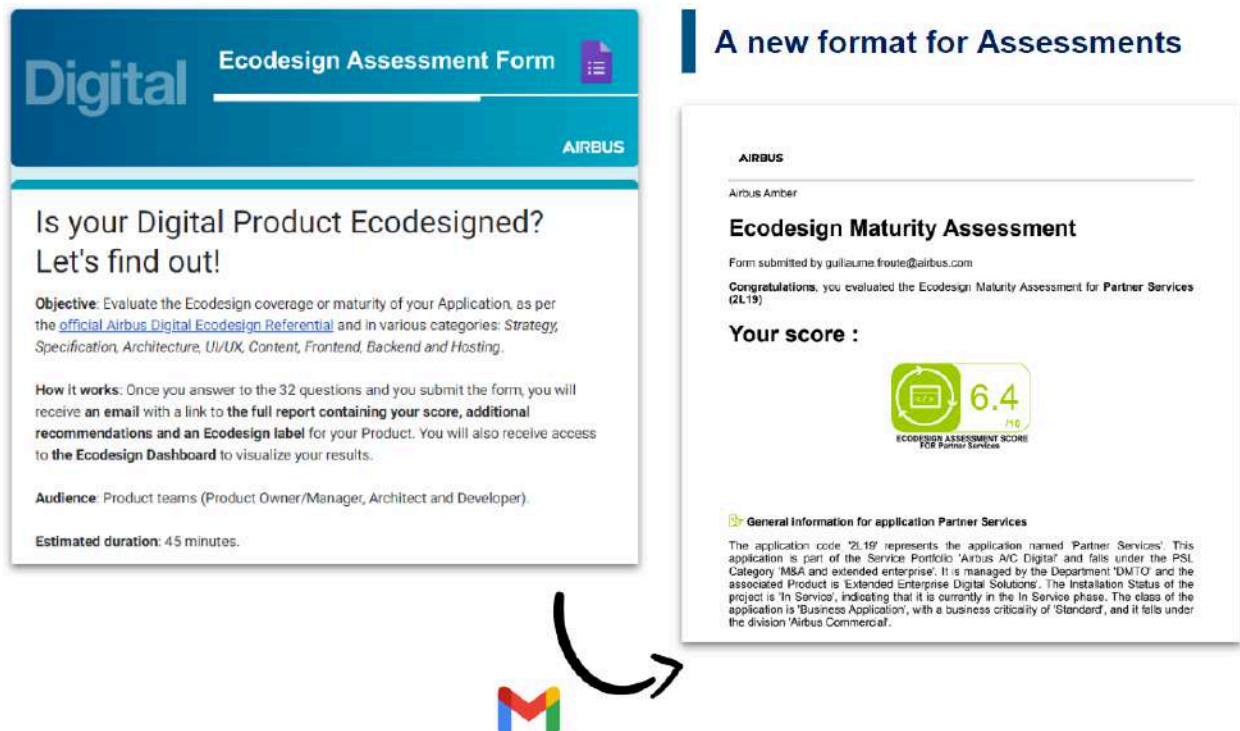 Digital
Ecodesign Assessment Form
AIRBUS
Is your Digital Product Ecodesigned?
Let's find out!
Objective: Evaluate the Ecodesign coverage or maturity of your Application, as per
the official Airbus Digital Ecodesign Referential and in various categories: Strategy,
Specification, Architecture, UI/UX, Content, Frontend, Backend and Hosting.
How it works: Once you answer to the 32 questions and you submit the form, you will
receive an email with a link to the full report containing your score, additional
recommendations and an Ecodesign label for your Product. You will also receive access
to the Ecodesign Dashboard to visualize your results.
Audience: Product teams (Product Owner/Manager, Architect and Developer).
Estimated duration: 45 minutes.
A new format for Assessments
AIRBUS
Airbus Amber
Ecodesign Maturity Assessment
Form submitted by guillaume.froute@airbus.com
Congratulations, you evaluated the Ecodesign Maturity Assessment for Partner Services
(2L19)
Your score :
</>
6.4
/10
ECODESIGN ASSESSMENT SCORE
FOR Partner Services
General information for application Partner Services
The application code '2L19' represents the application named 'Partner Services'. This
application is part of the Service Portfolio 'Airbus A/C Digital' and falls under the PSL
Category 'M&A and extended enterprise'. It is managed by the Department 'DMTO' and the
associated Product is 'Extended Enterprise Digital Solutions'. The Installation Status of the
project is 'In Service', indicating that it is currently in the In Service phase. The class of the
application is 'Business Application', with a business criticality of 'Standard', and it falls under
the division 'Airbus Commercial'.